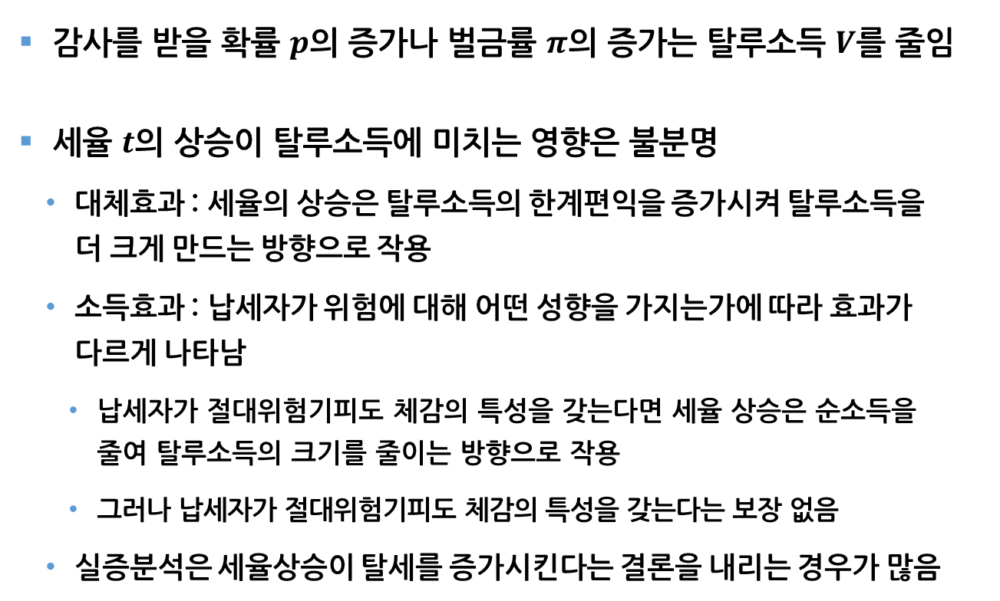 ▪ 감사를 받을 확률 p의 증가나 벌금률 π의 증가는 탈루소득 V를 줄임
▪ 세율 t의 상승이 탈루소득에 미치는 영향은 불분명
• 대체효과 : 세율의 상승은 탈루소득의 한계편익을 증가시켜 탈루소득을
더 크게 만드는 방향으로 작용
• 소득효과 : 납세자가 위험에 대해 어떤 성향을 가지는가에 따라 효과가
다르게 나타남
• 납세자가 절대위험기피도 체감의 특성을 갖는다면 세율 상승은 순소득을
줄여 탈루소득의 크기를 줄이는 방향으로 작용
• 그러나 납세자가 절대위험기피도 체감의 특성을 갖는다는 보장 없음
• 실증분석은 세율상승이 탈세를 증가시킨다는 결론을 내리는 경우가 많음